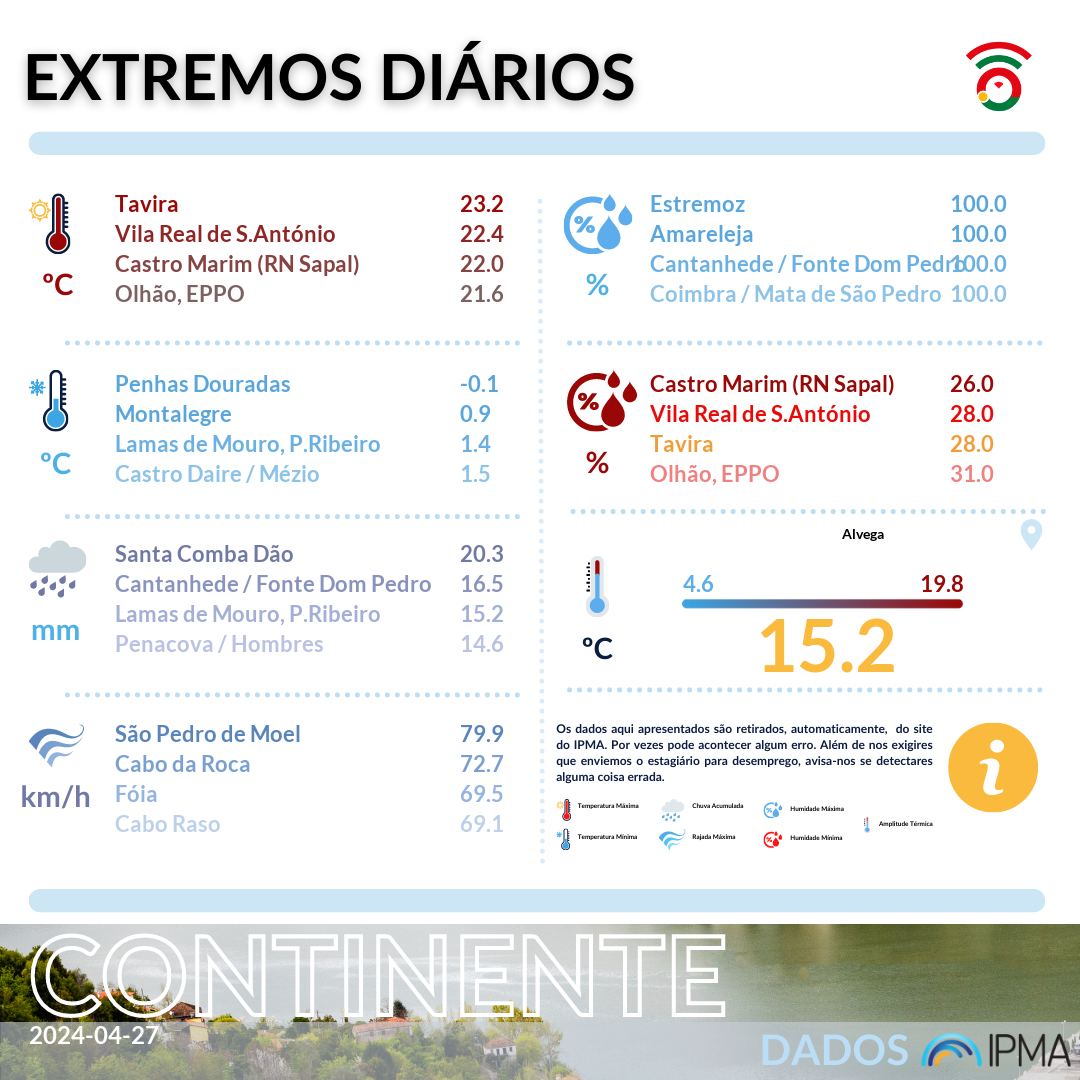 EXTREMOS DIÁRIOS
Tavira 23.2
Vila Real de S.António 22.4
Castro Marim (RN Sapal) 22.0
Olhão, EPPO 21.6
ºC
Penhas Douradas -0.1
Montalegre 0.9
Lamas de Mouro, P.Ribeiro 1.4
Castro Daire / Mézio 1.5
ºC
Santa Comba Dão 20.3
Cantanhede / Fonte Dom Pedro 16.5
Lamas de Mouro, P.Ribeiro 15.2
Penacova / Hombres 14.6
mm
São Pedro de Moel 79.9
Cabo da Roca 72.7
Fóia 69.5
Cabo Raso 69.1
km/h
%
Estremoz 100.0
Amareleja 100.0
Cantanhede / Fonte Dom Pedro 100.0
Coimbra / Mata de São Pedro 100.0
%
%
Castro Marim (RN Sapal) 26.0
Vila Real de S.António 28.0
Tavira 28.0
Olhão, EPPO 31.0
%
Alvega
4.6 19.8
15.2
ºC
Os dados aqui apresentados são retirados, automaticamente, do site
do IPMA. Por vezes pode acontecer algum erro. Além de nos exigires
que enviemos o estagiário para desemprego, avisa-nos se detectares
alguma coisa errada.
i
Temperatura Máxima
Chuva Acumulada
Humidade Máxima
Amplitude Térmica
Temperatura Mínima
Rajada Máxima
Humidade Mínima
CONTINENTE
2024-04-27
DADOS IPMA